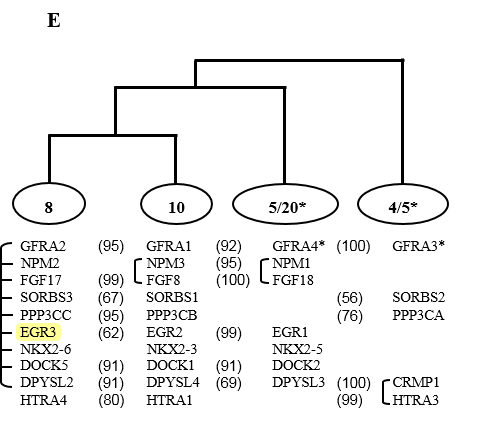 E
8 10 5/20* 4/5*
GFRA2 (95) GFRA1 (92) GFRA4* (100) GFRA3*
NPM2 NPM3 (95) NPM1
FGF17 (99) FGF8 (100) FGF18
SORBS3 (67) SORBS1 (56) SORBS2
PPP3CC (95) PPP3CB (76) PPP3CA
EGR3 (62) EGR2 (99) EGR1
NKX2-6 NKX2-3 NKX2-5
DOCK5 (91) DOCK1 (91) DOCK2
DPYSL2 (91) DPYSL4 (69) DPYSL3 (100) CRMP1
HTRA4 (80) HTRA1 (99) HTRA3